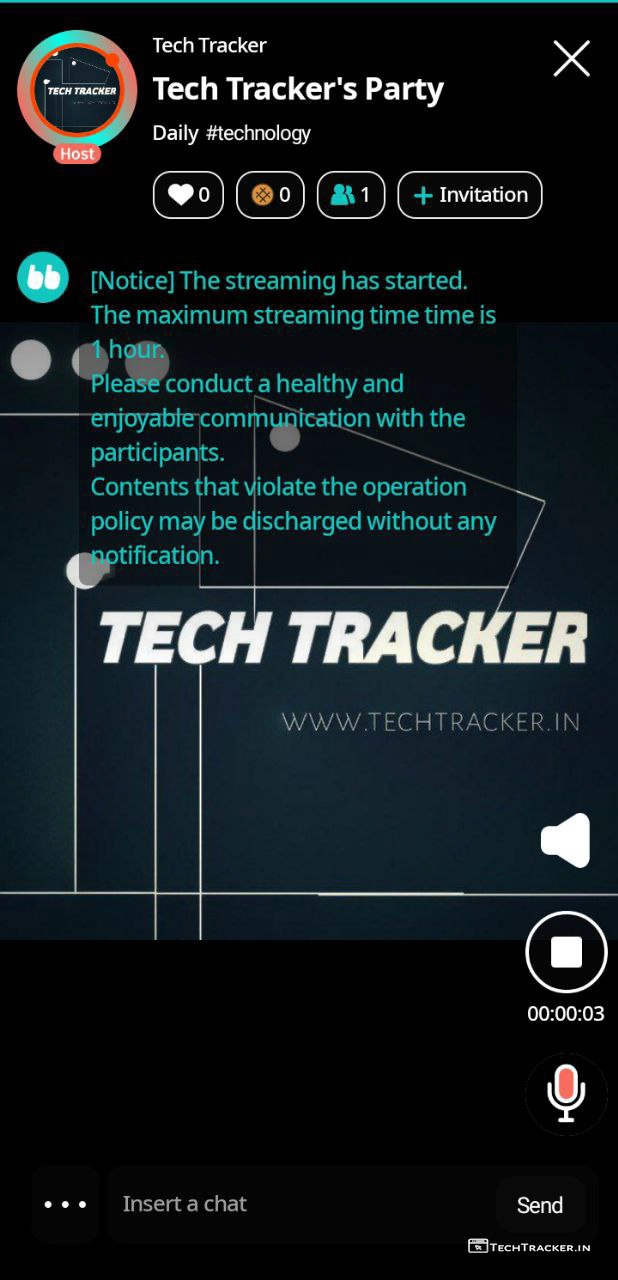 Tech Tracker
TECH TRACKER
Tech Tracker's Party
Host
Daily #technology
0
0
1
+ Invitation
[Notice] The streaming has started.
The maximum streaming time time is
1 hour.
Please conduct a healthy and
enjoyable communication with the
participants.
Contents that violate the operation
policy may be discharged without any
notification.
TECH TRACKER
WWW.TECHTRACKER.IN
00:00:03
Insert a chat
Send
TECHTRACKER.IN